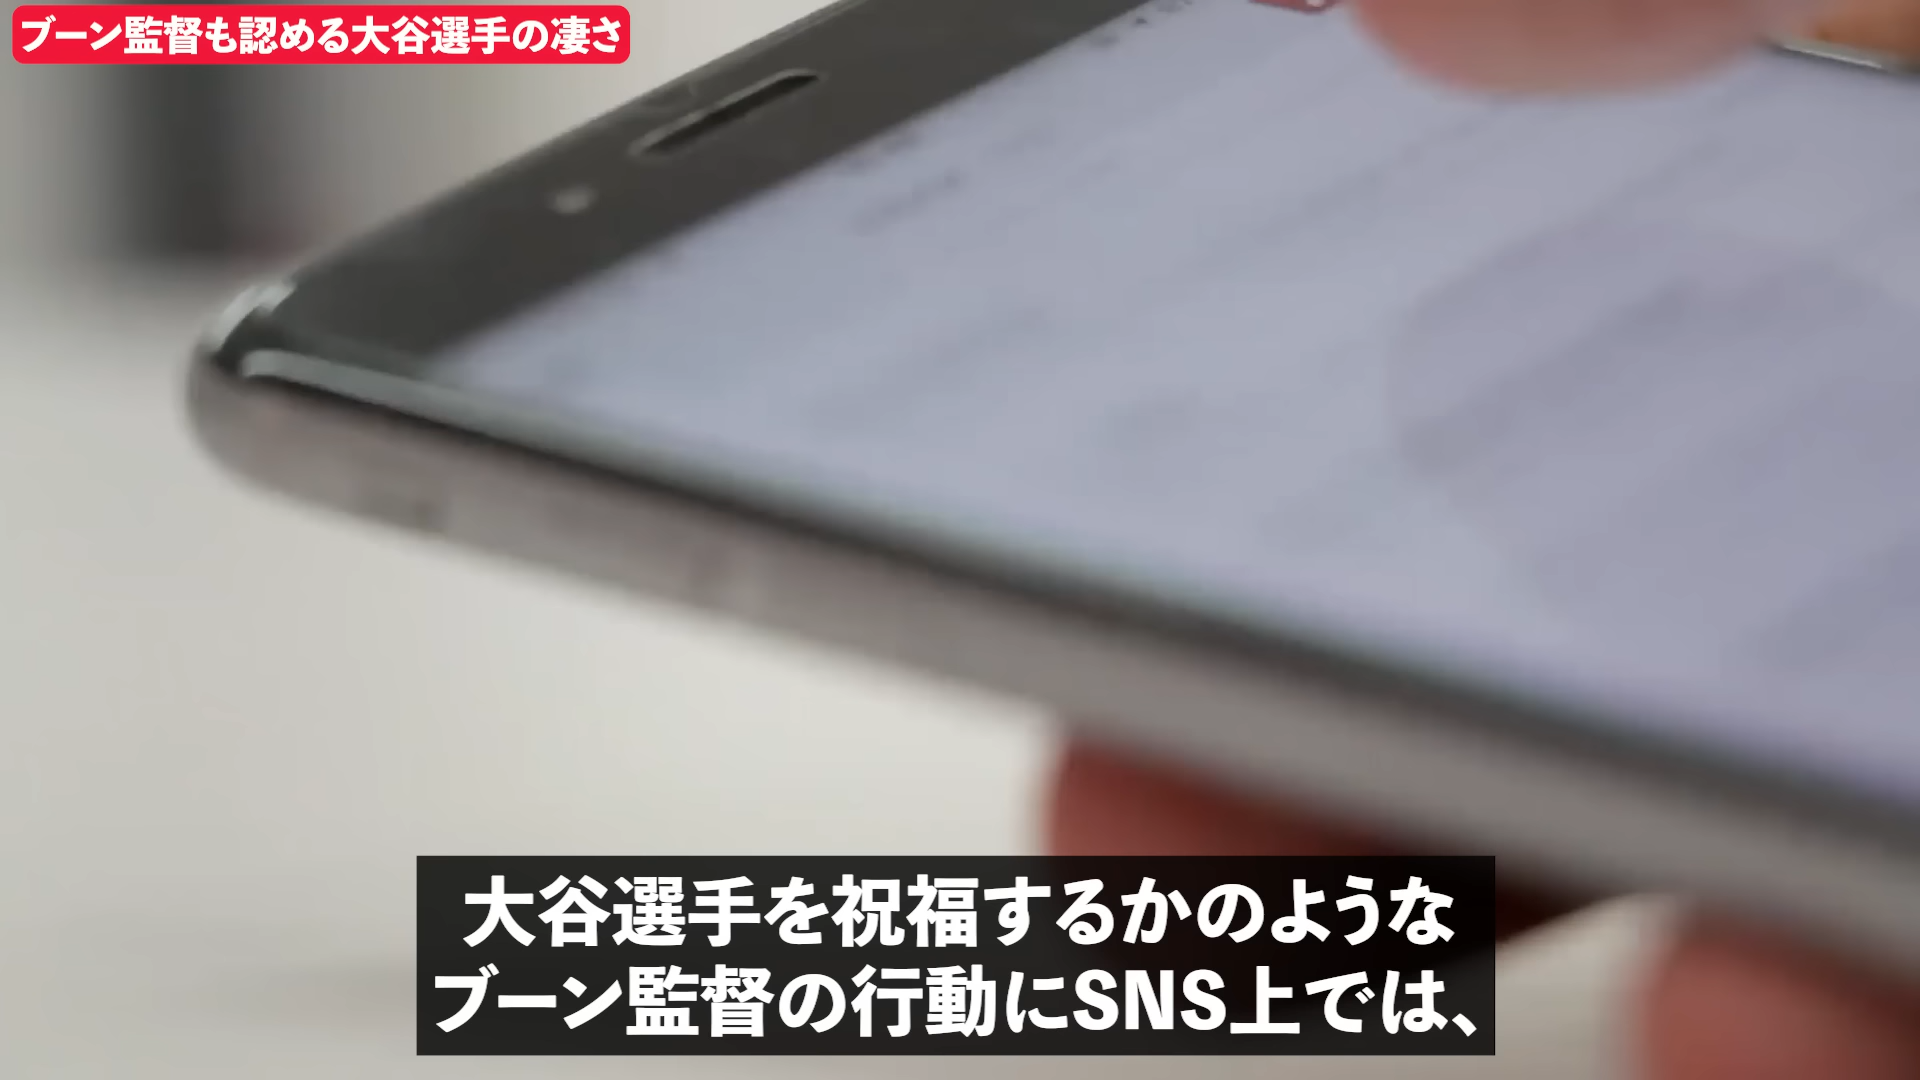 ブーン監督も認める大谷選手の凄さ
大谷選手を祝福するかのような
ブーン監督の行動にSNS上では、